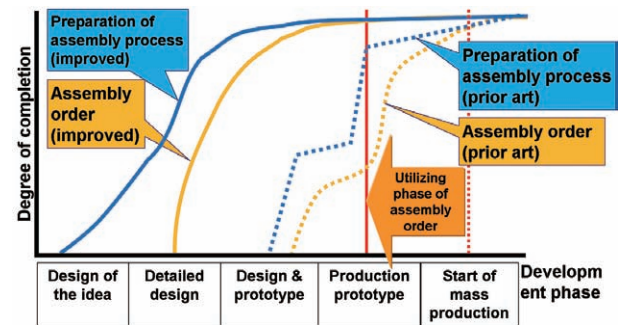 Degree of completion
Preparation of
assembly process
(improved)
Assembly
order
(improved)
Preparation of
assembly process
(prior art)
Assembly order
(prior art)
Utilizing
phase of
assembly
order
Design of
the idea
Detailed
design
Design &
prototype
Production
prototype
Start of
mass
production
Developm
ent phase